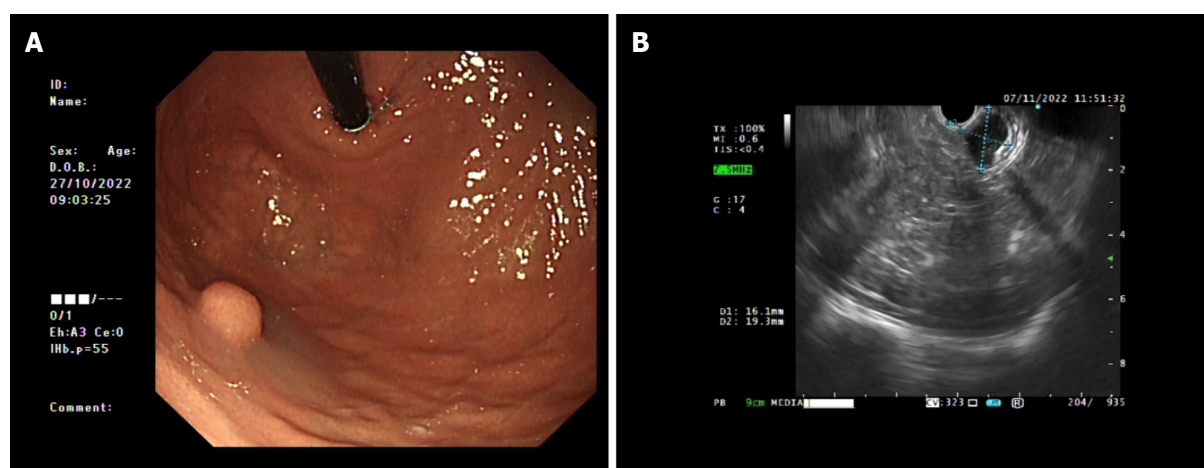 A
ID:
Name:
Sex: Age:
D.O.B.:
27/10/2022
09:03:25
■■■/---
0/1
Eh:A3 Ce:0
IHb.p=55
Comment:
B
07/11/2022 11:51:32
TX :100%
MI :0.6
TIS:<0.4
7.5MHz
G :17
C : 4
0
2
4
6
8
D1: 16.1mm
D2: 19.3mm
PB 9cm MEDIA CV:323 R 204/ 935